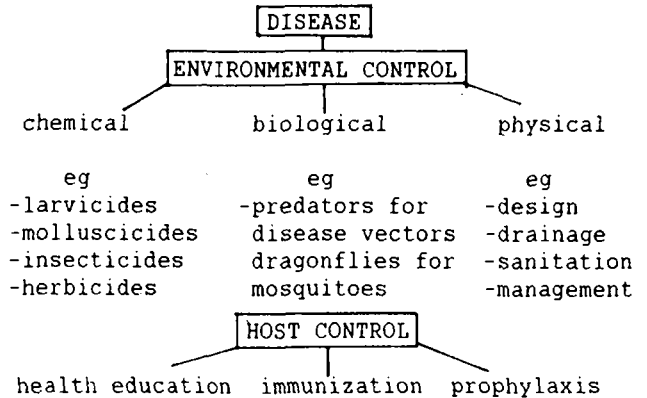 DISEASE
ENVIRONMENTAL CONTROL
chemical biological physical
eg eg eg
-larvicides -predators for -design
-molluscicides disease vectors -drainage
-insecticides dragonflies for -sanitation
-herbicides mosquitoes -management
HOST CONTROL
health education immunization prophylaxis